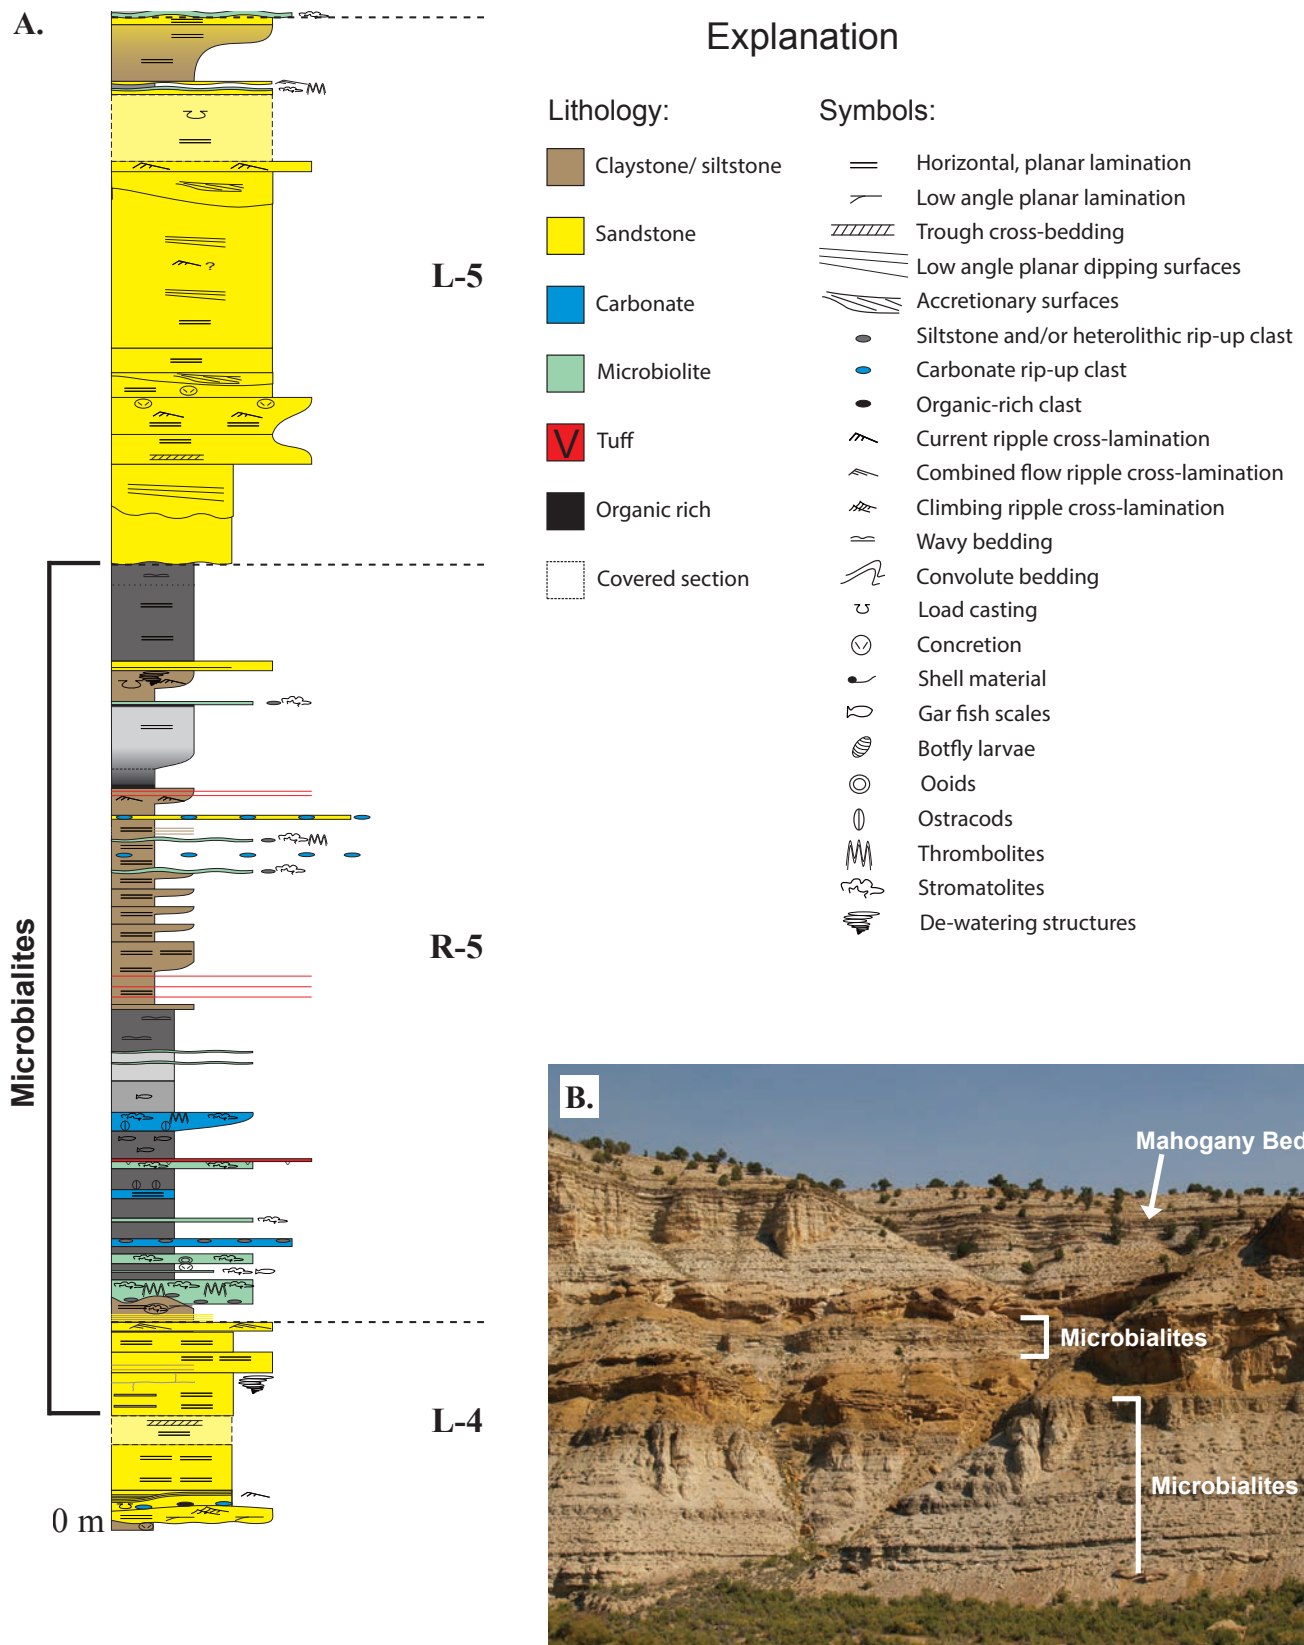 A.
Explanation
Lithology:
Claystone/ siltstone
Sandstone
Carbonate
Microbiolite
V Tuff
Organic rich
Covered section
Symbols:
Horizontal, planar lamination
Low angle planar lamination
Trough cross-bedding
Low angle planar dipping surfaces
Accretionary surfaces
Siltstone and/or heterolithic rip-up clast
Carbonate rip-up clast
Organic-rich clast
Current ripple cross-lamination
Combined flow ripple cross-lamination
Climbing ripple cross-lamination
Wavy bedding
Convolute bedding
Load casting
Concretion
Shell material
Gar fish scales
Botfly larvae
Ooids
Ostracods
Thrombolites
Stromatolites
De-watering structures
?
L-5
R-5
L-4
Microbialites
0 m
B.
Mahogany Bed
Microbialites
Microbialites